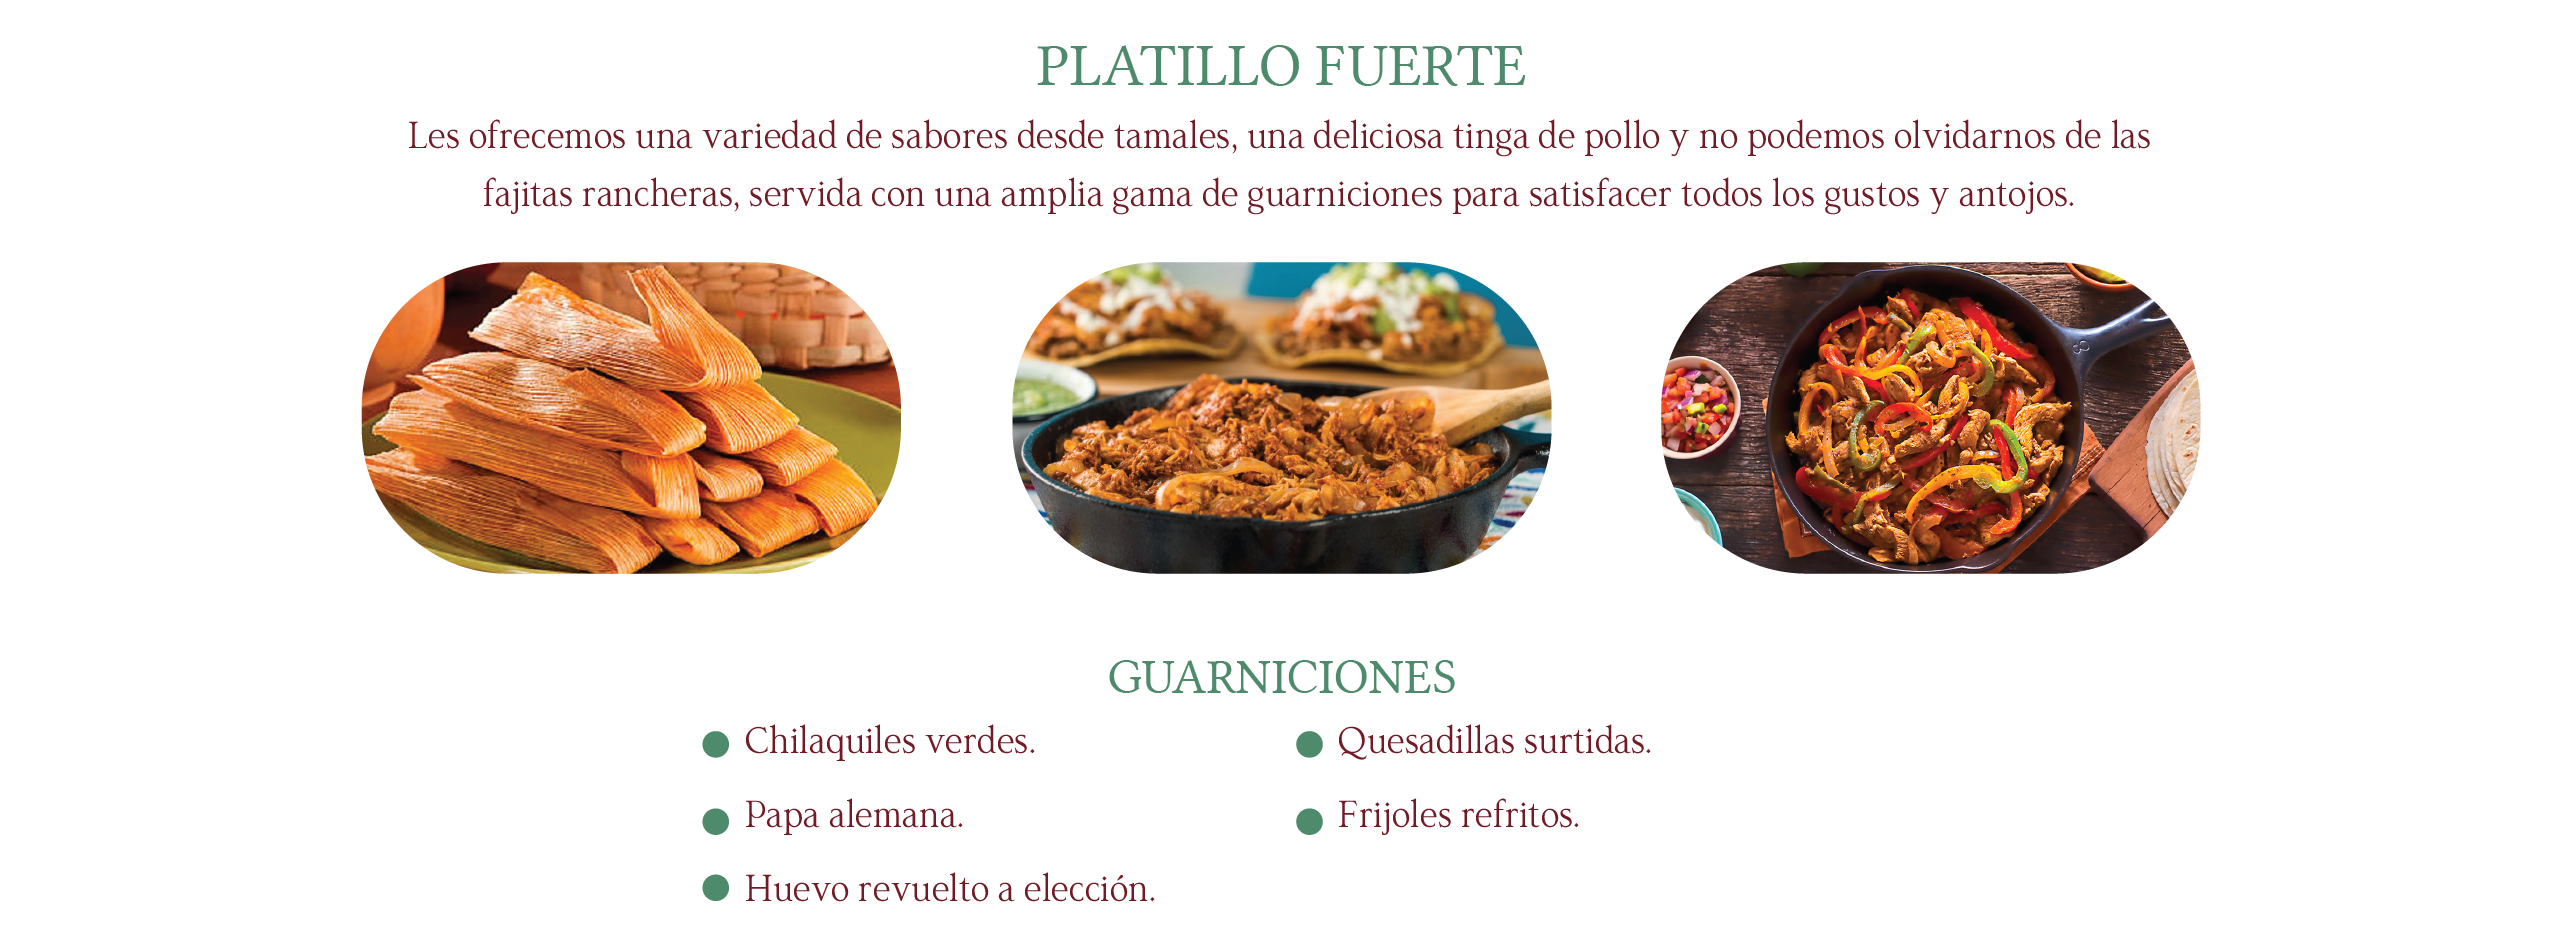 PLATILLO FUERTE
Les ofrecemos una variedad de sabores desde tamales, una deliciosa tinga de pollo y no podemos olvidarnos de las
fajitas rancheras, servida con una amplia gama de guarniciones para satisfacer todos los gustos y antojos.
GUARNICIONES
Chilaquiles verdes.
Papa alemana.
Huevo revuelto a elección.
Quesadillas surtidas.
Frijoles refritos.